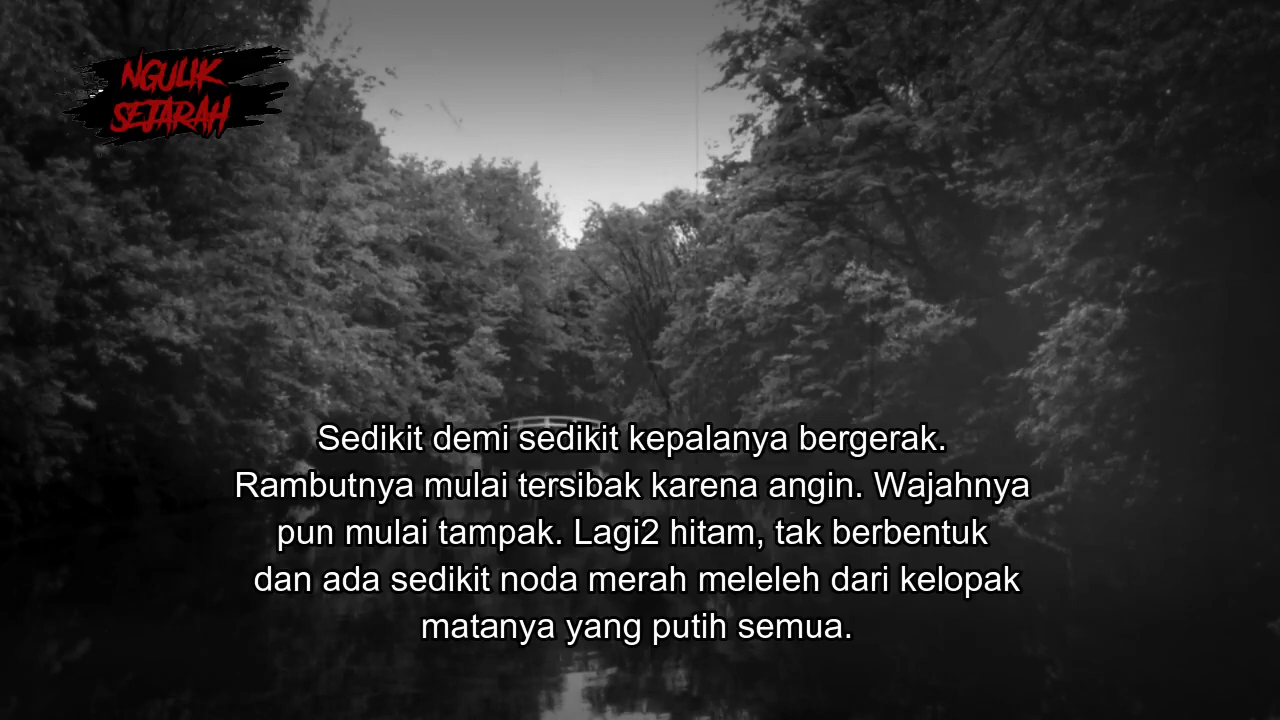 NGULIK
SEJARAH
Sedikit demi sedikit kepalanya bergerak.
Rambutnya mulai tersibak karena angin. Wajahnya
pun mulai tampak. Lagi2 hitam, tak berbentuk
dan ada sedikit noda merah meleleh dari kelopak
matanya yang putih semua.